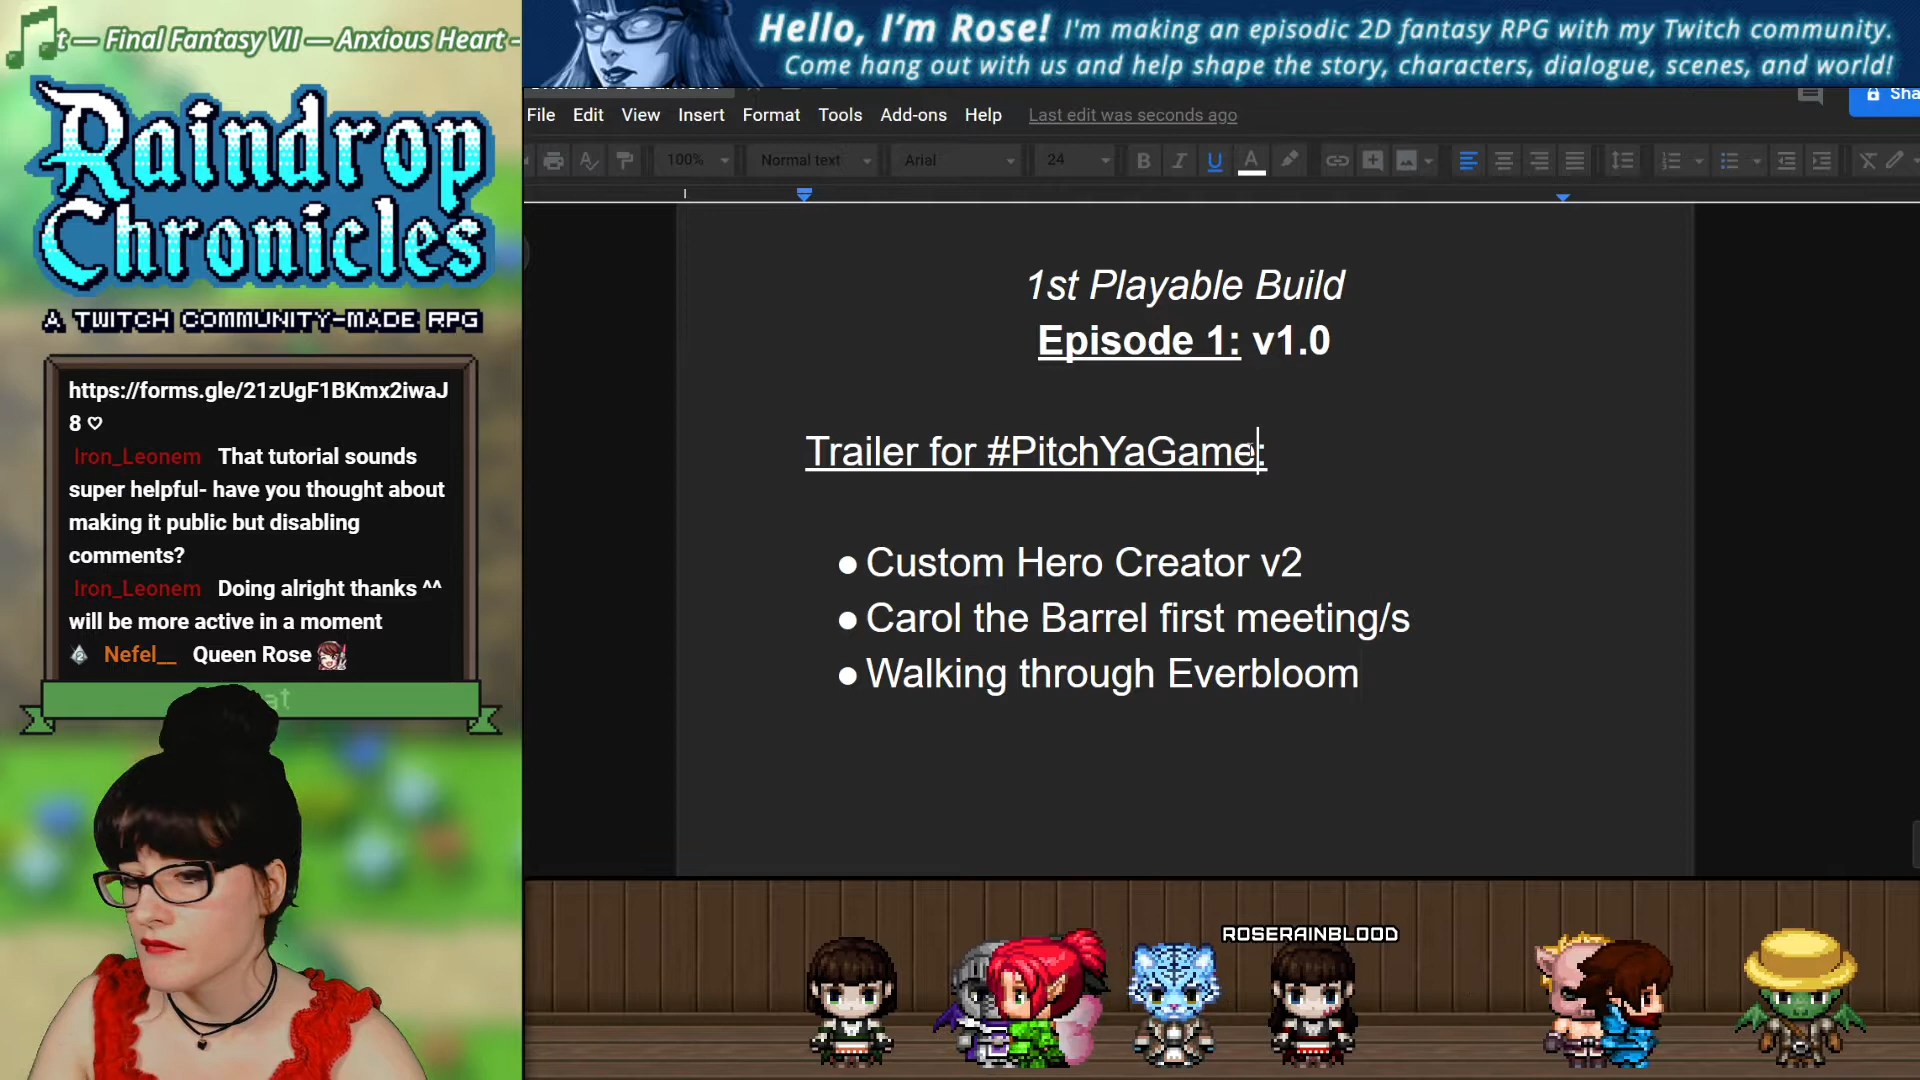 t — Final Fantasy VII — Anxious Heart -
Raindrop
Chronicles
A TWITCH COMMUNITY-MADE RPG
https://forms.gle/21zUgF1BKmx2iwaJ
8 ♡
Iron_Leonem That tutorial sounds
super helpful- have you thought about
making it public but disabling
comments?
Iron_Leonem Doing alright thanks ^^
will be more active in a moment
Nefel__ Queen Rose
at
Hello, I'm Rose! I'm making an episodic 2D fantasy RPG with my Twitch community.
Come hang out with us and help shape the story, characters, dialogue, scenes, and world!
Sha
File Edit View Insert Format Tools Add-ons Help Last edit was seconds ago
100% Normal text Arial 24 B I U A
1st Playable Build
Episode 1: v1.0
Trailer for #PitchYaGame:
● Custom Hero Creator v2
● Carol the Barrel first meeting/s
● Walking through Everbloom
ROSERAINBLOOD